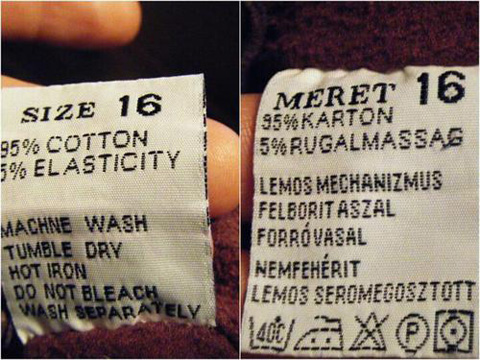 SIZE 16
95% COTTON
5% ELASTICITY
MACHNE WASH
TUMBLE DRY
HOT IRON
DO NOT BLEACH
WASH SEPARATELY
MERET 16
95%KARTON
5%RUGALMASSAG
LEMOS MECHANIZMUS
FELBORIT ASZAL
FORRÓVASAL
NEMFEHÉRIT
LEMOS SEROMEGOSZTOTT
40C P